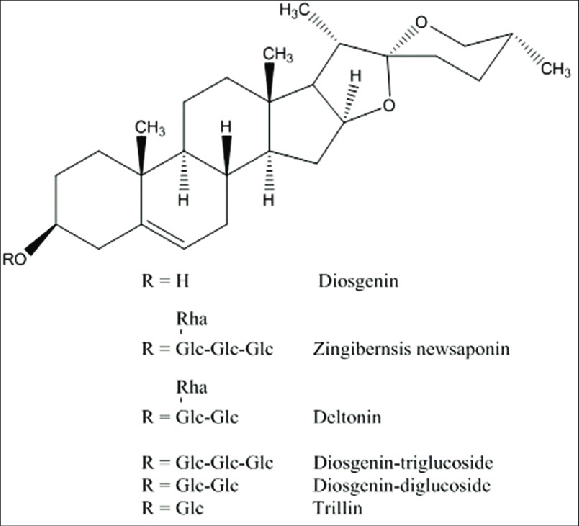 H₃C
O
CH₃
H
CH₃
O
CH₃
H
H
H
RO
R = H Diosgenin
Rha
R = Glc-Glc-Glc Zingibernsis newsaponin
Rha
R = Glc-Glc Deltonin
R = Glc-Glc-Glc Diosgenin-triglucoside
R = Glc-Glc Diosgenin-diglucoside
R = Glc Trillin